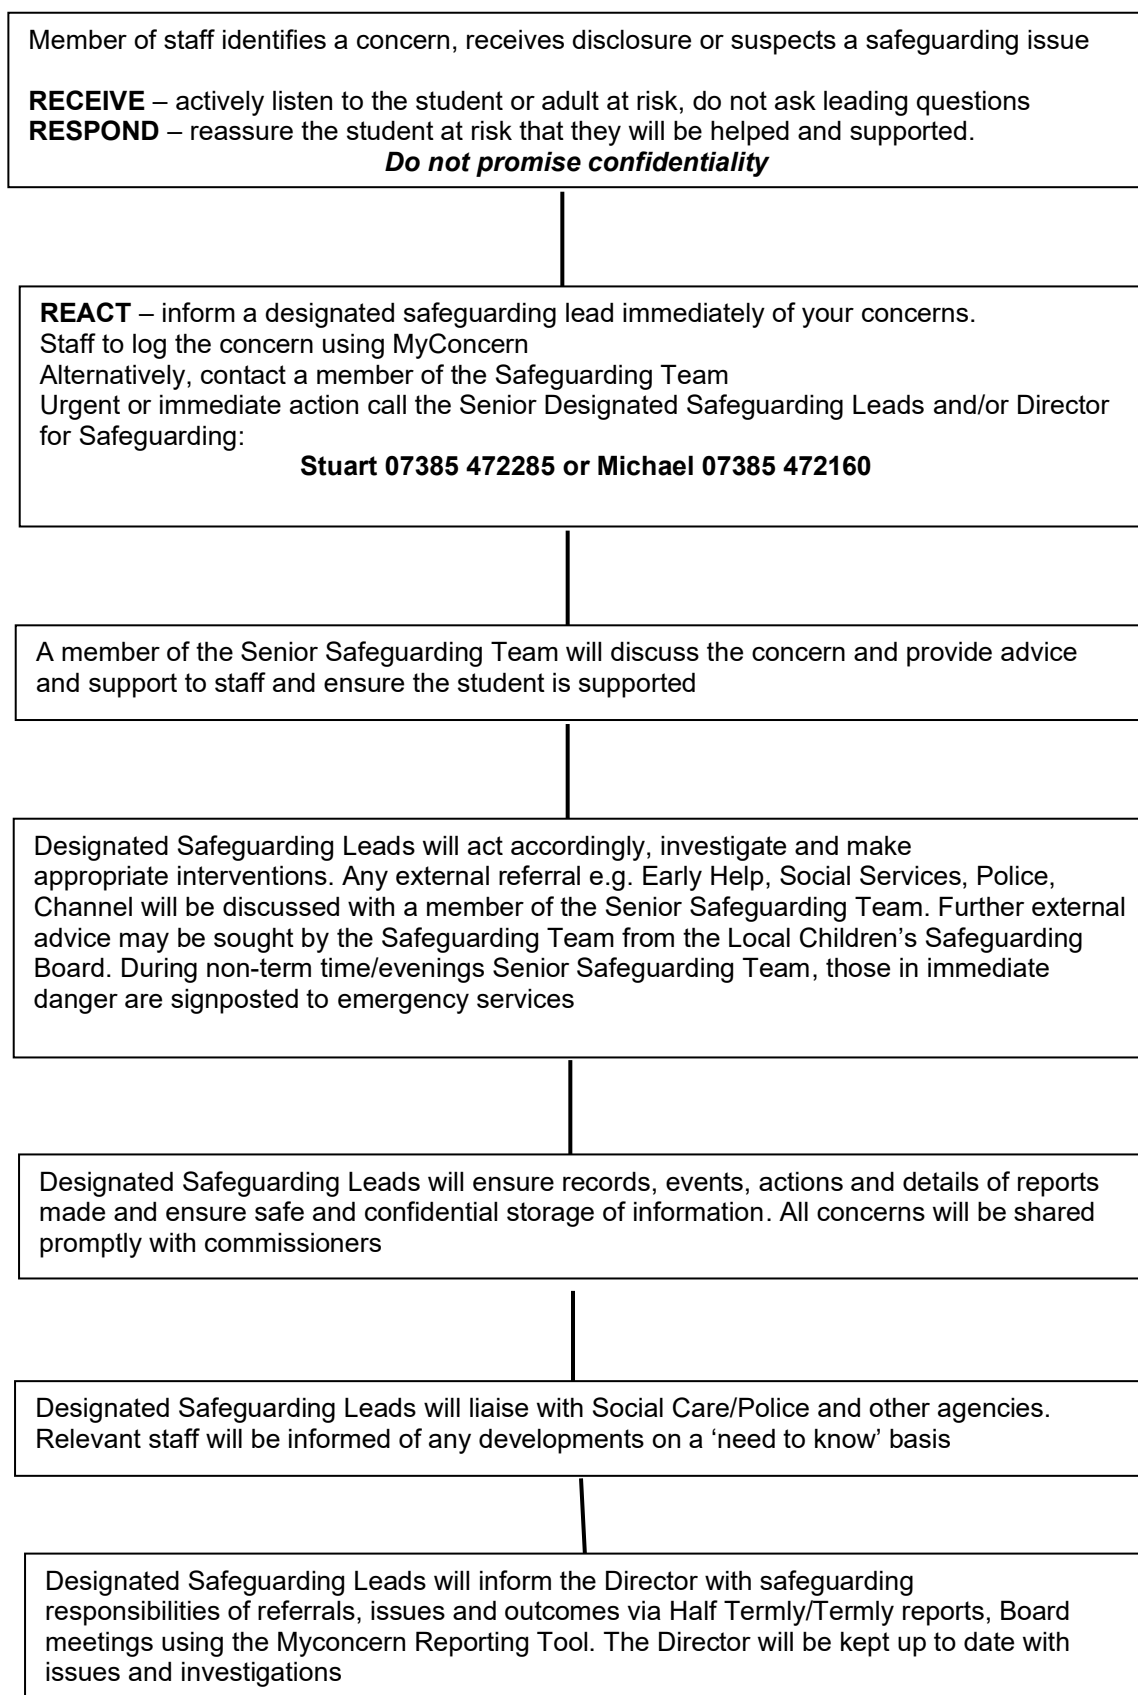 Member of staff identifies a concern, receives disclosure or suspects a safeguarding issue
RECEIVE – actively listen to the student or adult at risk, do not ask leading questions
RESPOND – reassure the student at risk that they will be helped and supported.
Do not promise confidentiality
REACT – inform a designated safeguarding lead immediately of your concerns.
Staff to log the concern using MyConcern
Alternatively, contact a member of the Safeguarding Team
Urgent or immediate action call the Senior Designated Safeguarding Leads and/or Director
for Safeguarding:
Stuart 07385 472285 or Michael 07385 472160
A member of the Senior Safeguarding Team will discuss the concern and provide advice
and support to staff and ensure the student is supported
Designated Safeguarding Leads will act accordingly, investigate and make
appropriate interventions. Any external referral e.g. Early Help, Social Services, Police,
Channel will be discussed with a member of the Senior Safeguarding Team. Further external
advice may be sought by the Safeguarding Team from the Local Children’s Safeguarding
Board. During non-term time/evenings Senior Safeguarding Team, those in immediate
danger are signposted to emergency services
Designated Safeguarding Leads will ensure records, events, actions and details of reports
made and ensure safe and confidential storage of information. All concerns will be shared
promptly with commissioners
Designated Safeguarding Leads will liaise with Social Care/Police and other agencies.
Relevant staff will be informed of any developments on a ‘need to know’ basis
Designated Safeguarding Leads will inform the Director with safeguarding
responsibilities of referrals, issues and outcomes via Half Termly/Termly reports, Board
meetings using the Myconcern Reporting Tool. The Director will be kept up to date with
issues and investigations